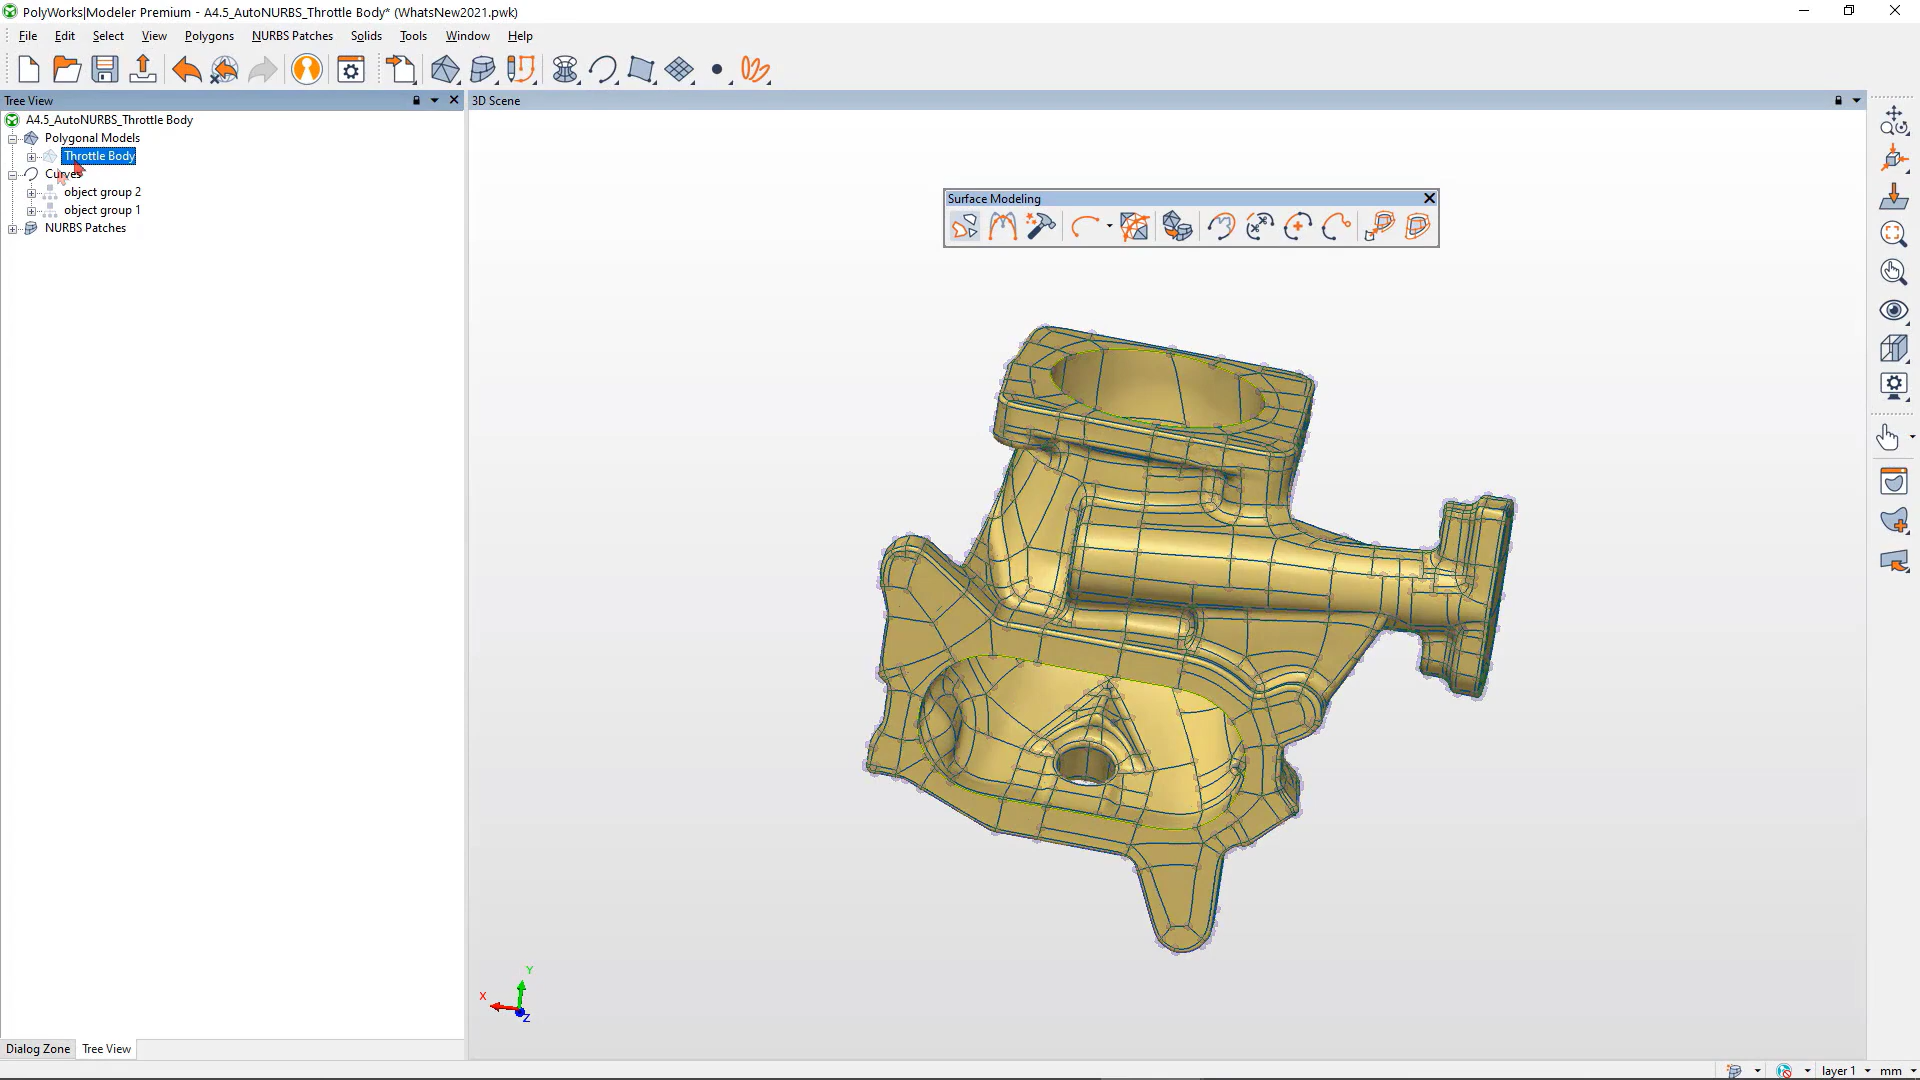 PolyWorks|Modeler Premium - A4.5_AutoNURBS_Throttle Body* (WhatsNew2021.pwk)
File Edit Select View Polygons NURBS Patches Solids Tools Window Help
Tree View
3D Scene
A4.5_AutoNURBS_Throttle Body
Polygonal Models
Throttle Body
Curves
object group 2
object group 1
NURBS Patches
Surface Modeling
Y
X
Z
Dialog Zone Tree View
layer 1 mm